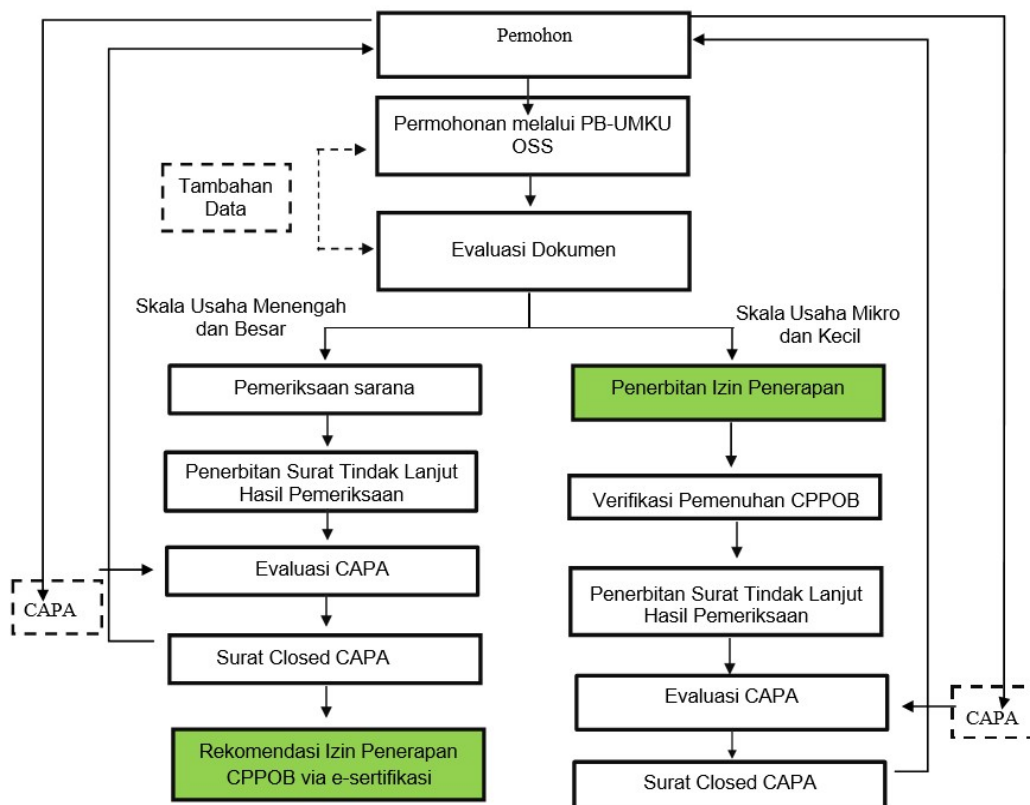 Pemohon
Permohonan melalui PB-UMKU
OSS
Tambahan
Data
Evaluasi Dokumen
Skala Usaha Menengah
dan Besar
Skala Usaha Mikro
dan Kecil
Pemeriksaan sarana
Penerbitan Surat Tindak Lanjut
Hasil Pemeriksaan
Evaluasi CAPA
CAPA
Surat Closed CAPA
Rekomendasi Izin Penerapan
CPPOB via e-sertifikasi
Penerbitan Izin Penerapan
Verifikasi Pemenuhan CPPOB
Penerbitan Surat Tindak Lanjut
Hasil Pemeriksaan
Evaluasi CAPA
CAPA
Surat Closed CAPA